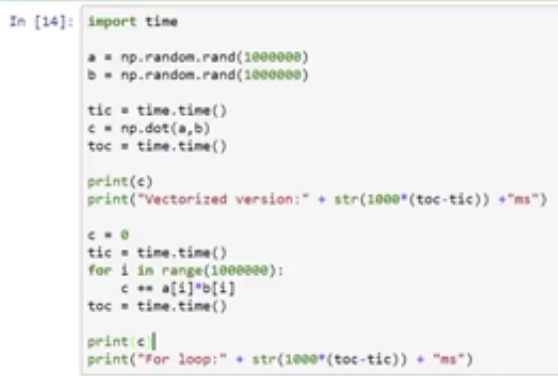 In [14]: import time
a = np.random.rand(1000000)
b = np.random.rand(1000000)
tic = time.time()
c = np.dot(a,b)
toc = time.time()
print(c)
print("Vectorized version:" + str(1000*(toc-tic)) +"ms")
c = 0
tic = time.time()
for i in range(1000000):
    c += a[i]*b[i]
toc = time.time()
print(c)
print("For loop:" + str(1000*(toc-tic)) + "ms")